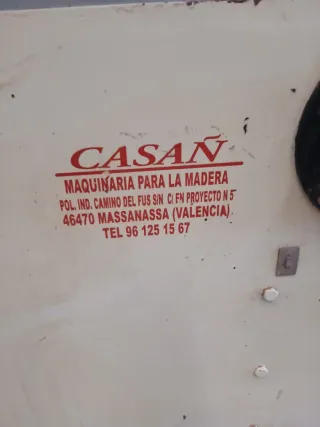 CASAÑ
MAQUINARIA PARA LA MADERA
POL. IND. CAMINO DEL FUS S/N C/ EN PROYECTO N 5
46470 MASSANASSA (VALENCIA)
TEL 96 125 15 67